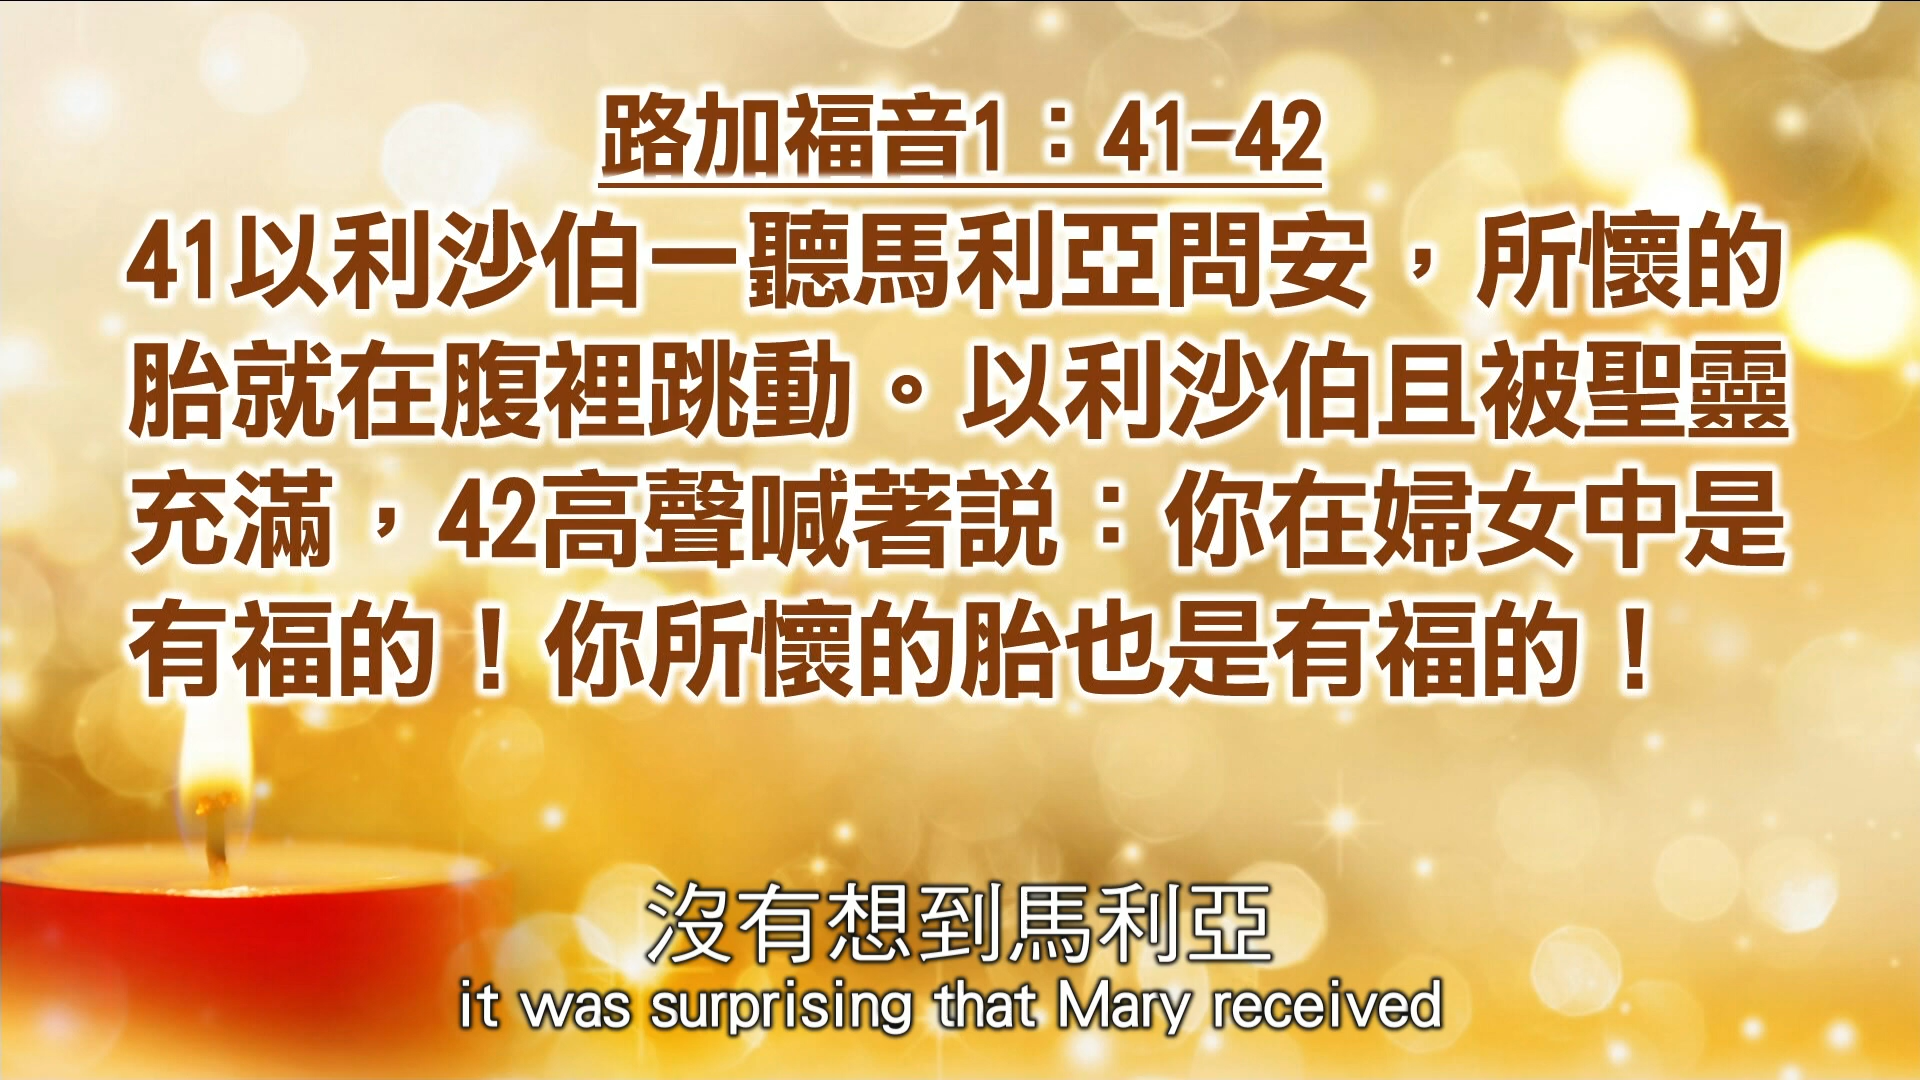 路加福音1：41-42
41以利沙伯一聽馬利亞問安，所懷的
胎就在腹裡跳動。以利沙伯且被聖靈
充滿，42高聲喊著説：你在婦女中是
有福的！你所懷的胎也是有福的！
沒有想到馬利亞
it was surprising that Mary received